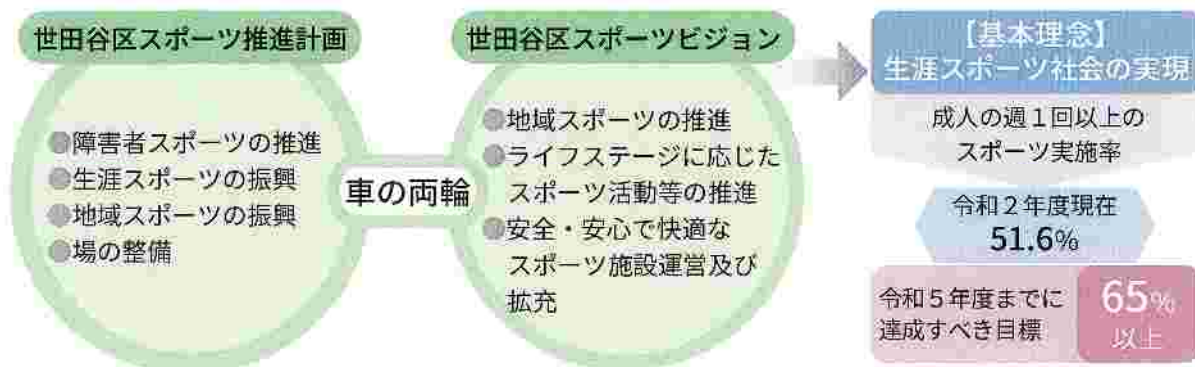 世田谷区スポーツ推進計画
●障害者スポーツの推進
●生涯スポーツの振興
●地域スポーツの振興
●場の整備
車の両輪
世田谷区スポーツビジョン
●地域スポーツの推進
●ライフステージに応じた
スポーツ活動等の推進
●安全・安心で快適な
スポーツ施設運営及び
拡充
【基本理念】
生涯スポーツ社会の実現
成人の週1回以上の
スポーツ実施率
令和2年度現在
51.6%
令和5年度までに
達成すべき目標
65%
以上